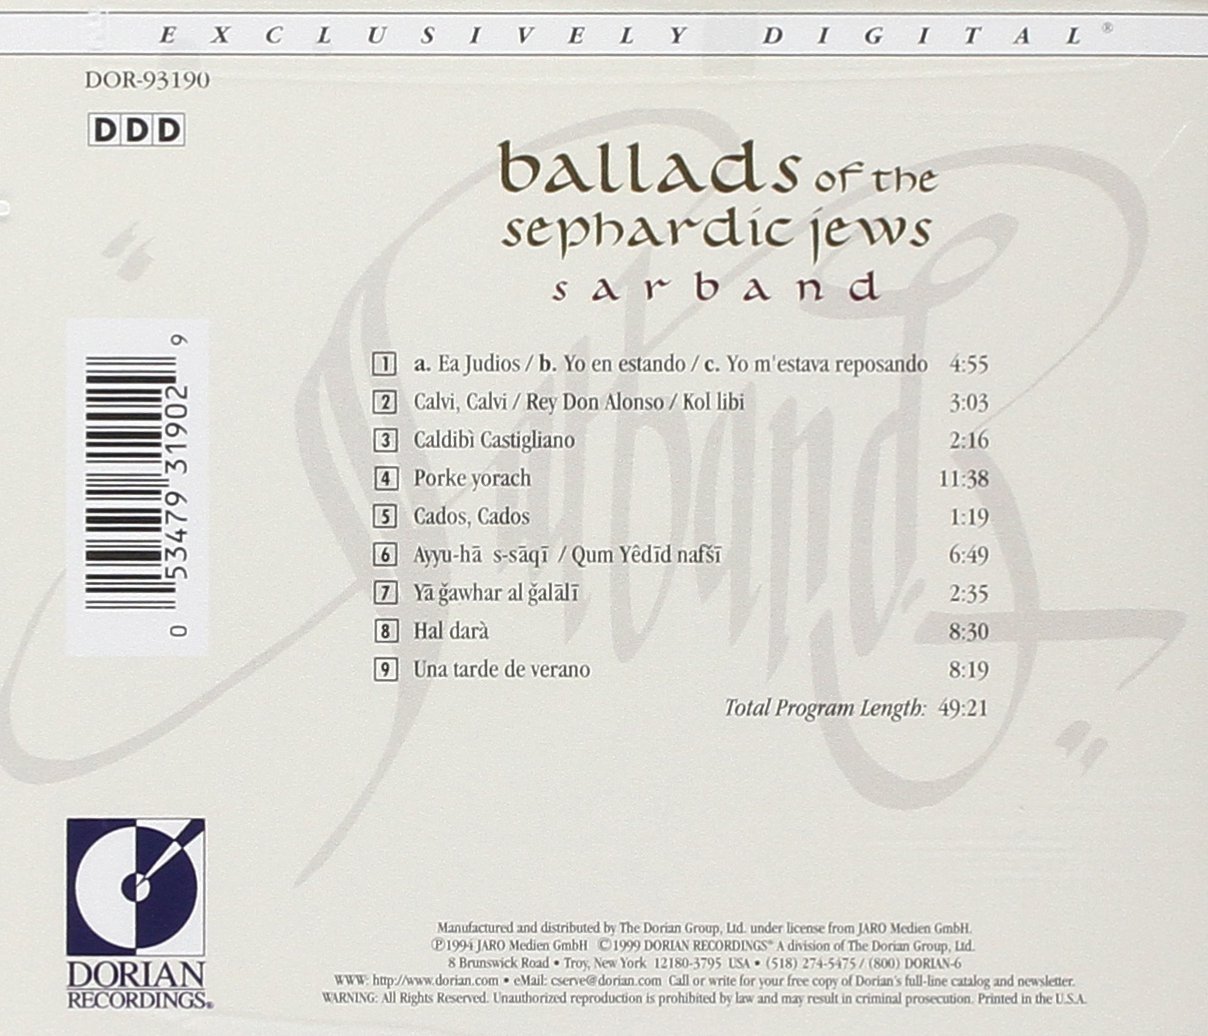 EXCLUSIVELY DIGITAL®
DOR-93190
DDD
ballads of the
sephardic jews
sarband
1 a. Ea Judios / b. Yo en estando / c. Yo m'estava reposando 4:55
2 Calvi, Calvi / Rey Don Alonso / Kol libi 3:03
3 Caldibì Castigliano 2:16
4 Porke yorach 11:38
5 Cados, Cados 1:19
6 Ayyu-hā s-sāqī / Qum Yêdīd nafšī 6:49
7 Yā ğawhar al ğalālī 2:35
8 Hal darà 8:30
9 Una tarde de verano 8:19
Total Program Length: 49:21
0 53479 31902 9
Sarband
DORIAN
RECORDINGS®
Manufactured and distributed by The Dorian Group, Ltd. under license from JARO Medien GmbH.
℗1994 JARO Medien GmbH ©1999 DORIAN RECORDINGS® A division of The Dorian Group, Ltd.
8 Brunswick Road • Troy, New York 12180-3795 USA • (518) 274-5475 / (800) DORIAN-6
WWW: http://www.dorian.com • eMail: cserve@dorian.com Call or write for your free copy of Dorian's full-line catalog and newsletter.
WARNING: All Rights Reserved. Unauthorized reproduction is prohibited by law and may result in criminal prosecution. Printed in the U.S.A.